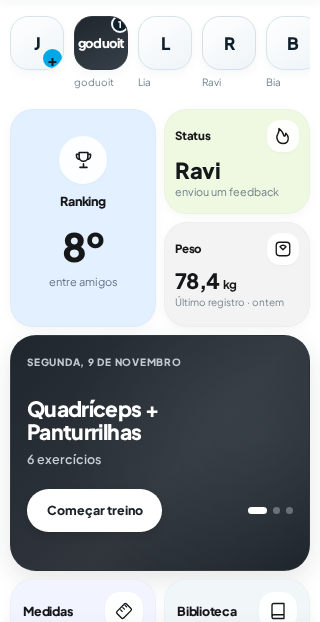 J
+
goduoit
1
L
R
B
goduoit
Lia
Ravi
Bia
Ranking
8º
entre amigos
Status
Ravi
enviou um feedback
Peso
78,4 kg
Último registro · ontem
SEGUNDA, 9 DE NOVEMBRO
Quadríceps +
Panturrilhas
6 exercícios
Começar treino
Medidas
Biblioteca